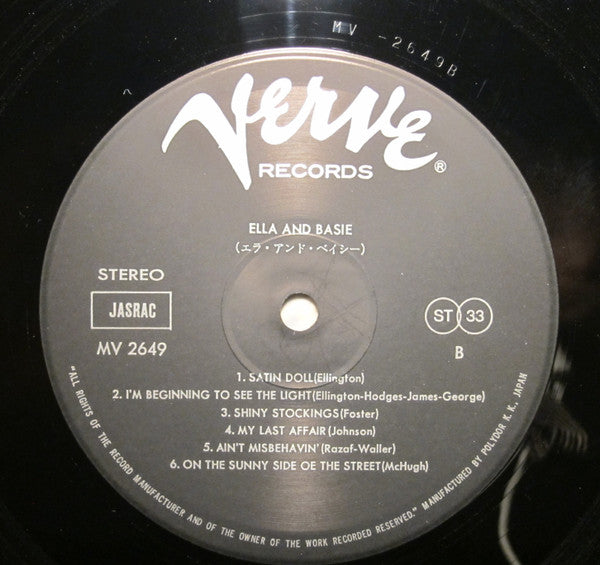 MV -2649B
Verve
RECORDS ®
ELLA AND BASIE
(エラ・アンド・ベイシー)
STEREO
JASRAC
MV 2649
ST 33
B
1. SATIN DOLL(Ellington)
2. I'M BEGINNING TO SEE THE LIGHT(Ellington-Hodges-James-George)
3. SHINY STOCKINGS(Foster)
4. MY LAST AFFAIR(Johnson)
5. AIN'T MISBEHAVIN'(Razaf-Waller)
6. ON THE SUNNY SIDE OE THE STREET(McHugh)
"ALL RIGHTS OF THE RECORD MANUFACTURER AND OF THE OWNER OF THE WORK RECORDED RESERVED." MANUFACTURED BY POLYDOR K. K., JAPAN